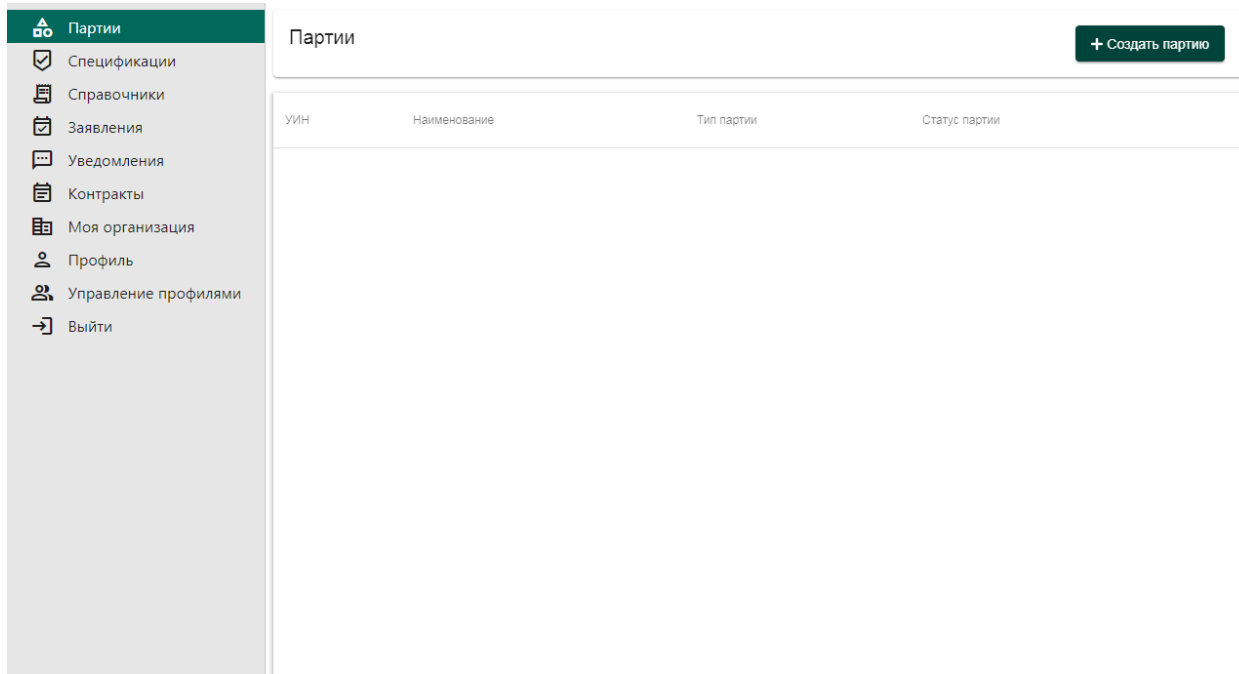 Партии
Спецификации
Справочники
Заявления
Уведомления
Контракты
Моя организация
Профиль
Управление профилями
Выйти
Партии
+ Создать партию
УИН Наименование Тип партии Статус партии